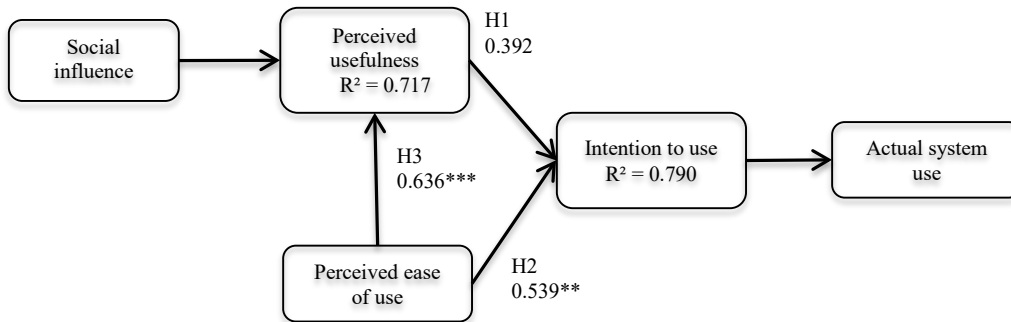 Social
influence
Perceived
usefulness
R² = 0.717
H1
0.392
H3
0.636***
Intention to use
R² = 0.790
Actual system
use
Perceived ease
of use
H2
0.539**